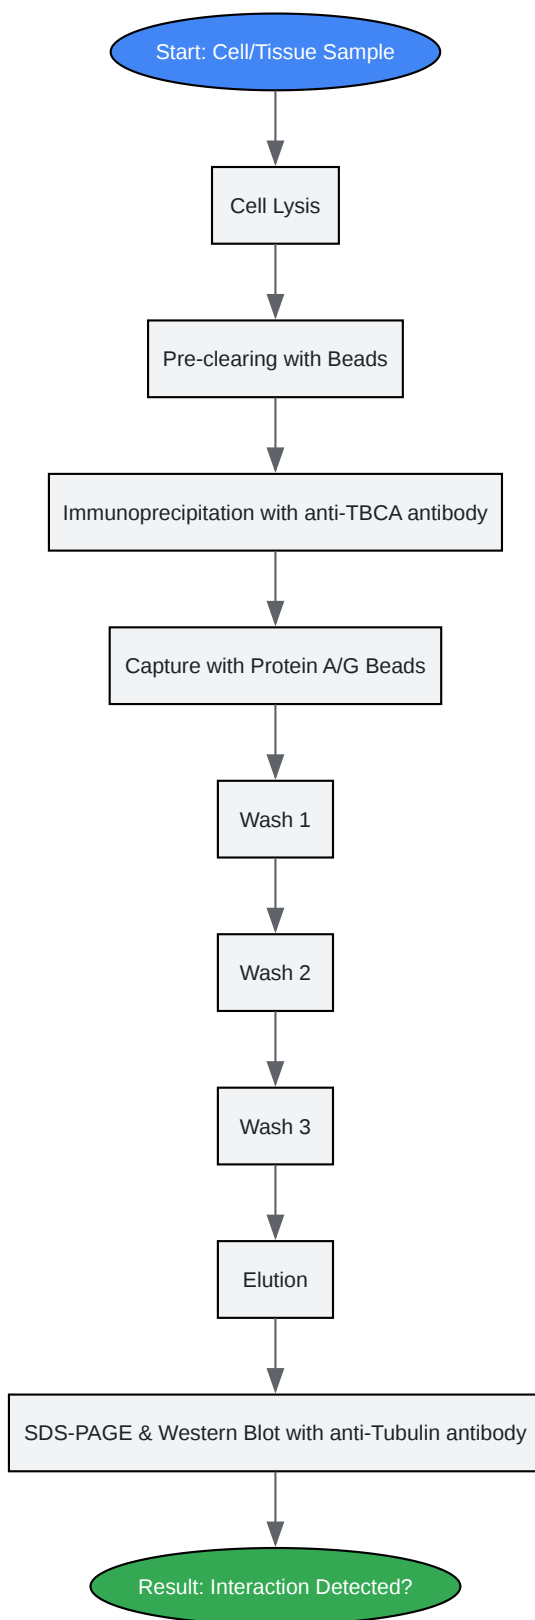 Start: Cell/Tissue Sample
Cell Lysis
Pre-clearing with Beads
Immunoprecipitation with anti-TBCA antibody
Capture with Protein A/G Beads
Wash 1
Wash 2
Wash 3
Elution
SDS-PAGE & Western Blot with anti-Tubulin antibody
Result: Interaction Detected?